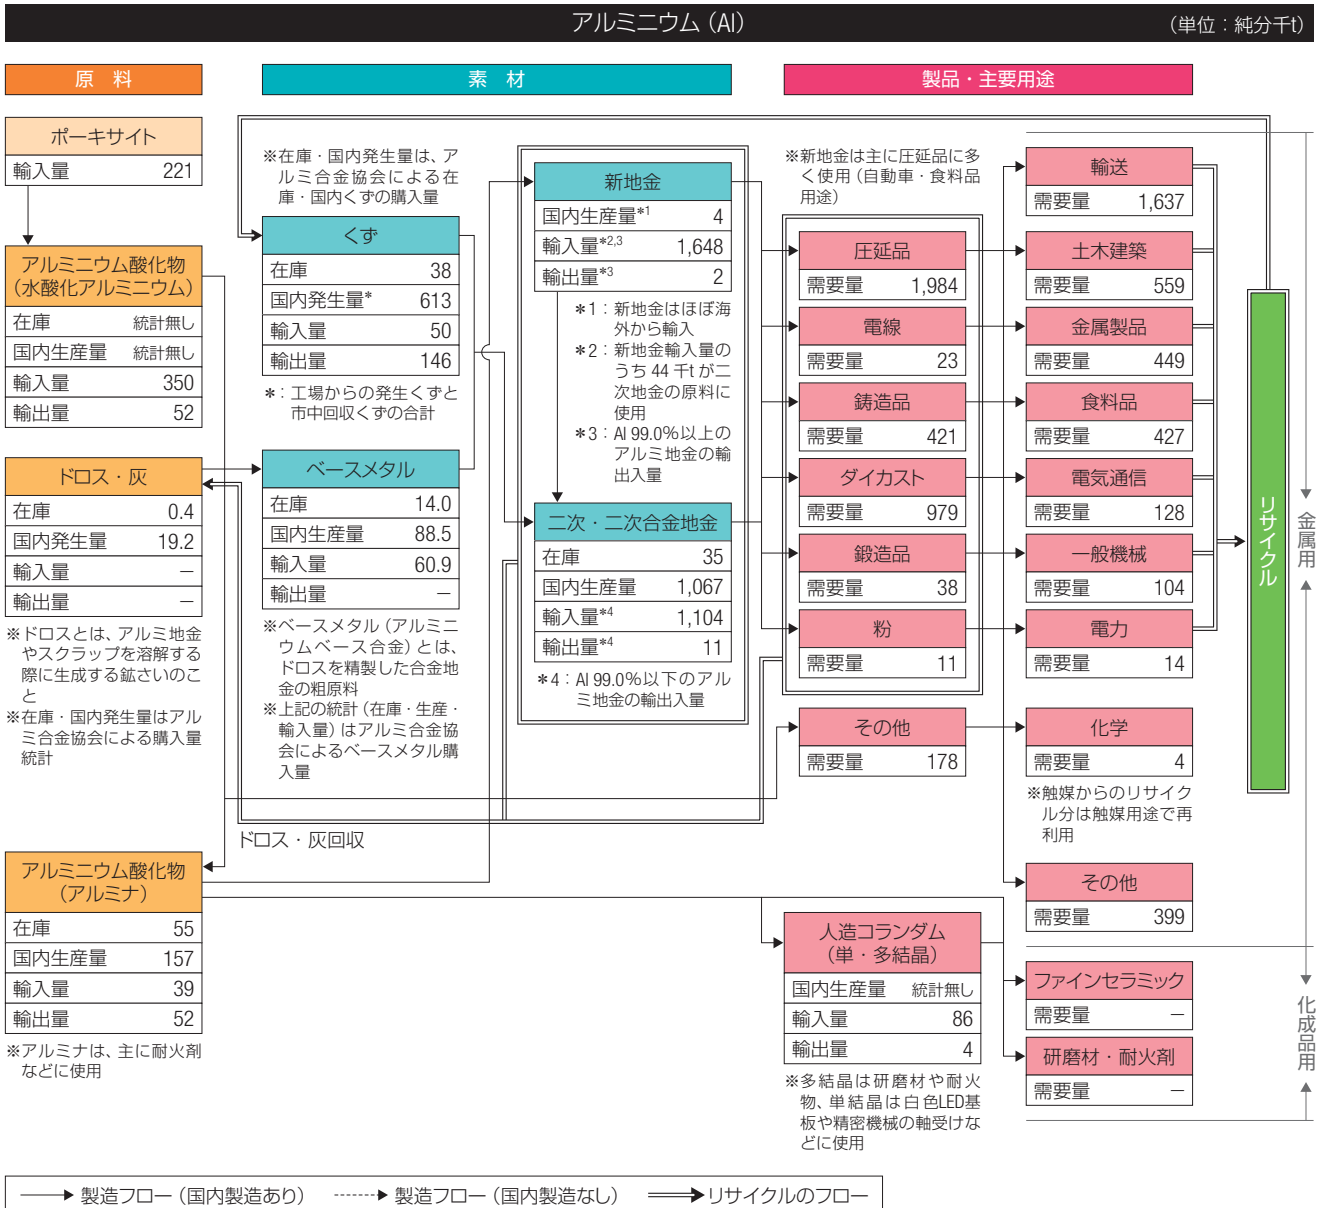 アルミニウム（Al）
（単位：純分千t）
原　料
素　材
製品・主要用途
ボーキサイト
輸入量 221
アルミニウム酸化物
（水酸化アルミニウム）
在庫 統計無し
国内生産量 統計無し
輸入量 350
輸出量 52
ドロス・灰
在庫 0.4
国内発生量 19.2
輸入量 －
輸出量 －
※ドロスとは、アルミ地金
やスクラップを溶解する
際に生成する鉱さいのこ
と
※在庫・国内発生量はアル
ミ合金協会による購入量
統計
アルミニウム酸化物
（アルミナ）
在庫 55
国内生産量 157
輸入量 39
輸出量 52
※アルミナは、主に耐火剤
などに使用
※在庫・国内発生量は、ア
ルミ合金協会による在
庫・国内くずの購入量
くず
在庫 38
国内発生量* 613
輸入量 50
輸出量 146
＊：工場からの発生くずと
市中回収くずの合計
ベースメタル
在庫 14.0
国内生産量 88.5
輸入量 60.9
輸出量 －
※ベースメタル（アルミニ
ウムベース合金）とは、
ドロスを精製した合金地
金の粗原料
※上記の統計（在庫・生産・
輸入量）はアルミ合金協
会によるベースメタル購
入量
ドロス・灰回収
新地金
国内生産量*1 4
輸入量*2,3 1,648
輸出量*3 2
＊1：新地金はほぼ海
外から輸入
＊2：新地金輸入量の
うち 44 千t が二
次地金の原料に
使用
＊3：Al 99.0％以上の
アルミ地金の輸
出入量
二次・二次合金地金
在庫 35
国内生産量 1,067
輸入量*4 1,104
輸出量*4 11
＊4：Al 99.0％以下のアル
ミ地金の輸出入量
※新地金は主に圧延品に多
く使用（自動車・食料品
用途）
圧延品
需要量 1,984
電線
需要量 23
鋳造品
需要量 421
ダイカスト
需要量 979
鍛造品
需要量 38
粉
需要量 11
その他
需要量 178
人造コランダム
（単・多結晶）
国内生産量 統計無し
輸入量 86
輸出量 4
※多結晶は研磨材や耐火
物、単結晶は白色LED基
板や精密機械の軸受けな
どに使用
輸送
需要量 1,637
土木建築
需要量 559
金属製品
需要量 449
食料品
需要量 427
電気通信
需要量 128
一般機械
需要量 104
電力
需要量 14
化学
需要量 4
※触媒からのリサイク
ル分は触媒用途で再
利用
その他
需要量 399
ファインセラミック
需要量 －
研磨材・耐火剤
需要量 －
リサイクル
金属用
化成品用
製造フロー（国内製造あり） 製造フロー（国内製造なし） リサイクルのフロー